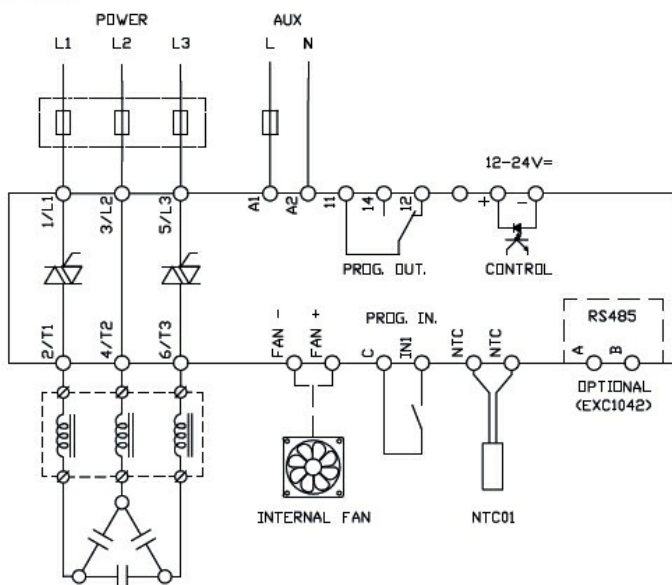 POWER
AUX
L1 L2 L3 L N
12-24V=
1/L1 3/L2 5/L3 A1 A2 11 14 12 + -
PROG. OUT.
CONTROL
2/T1 4/T2 6/T3 FAN - FAN + C IN1 NTC NTC A B
PROG. IN.
RS485
OPTIONAL
(EXC1042)
INTERNAL FAN
NTC01